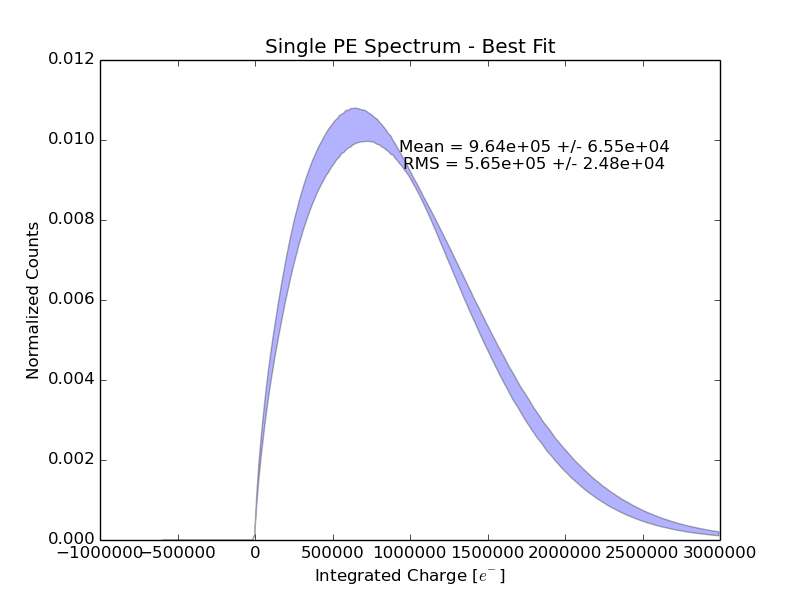 Single PE Spectrum - Best Fit
0.012
0.010
0.008
0.006
0.004
0.002
0.000
Normalized Counts
Mean = 9.64e+05 +/- 6.55e+04
RMS = 5.65e+05 +/- 2.48e+04
−1000000 −500000 0 500000 1000000 1500000 2000000 2500000 3000000
Integrated Charge [e⁻]